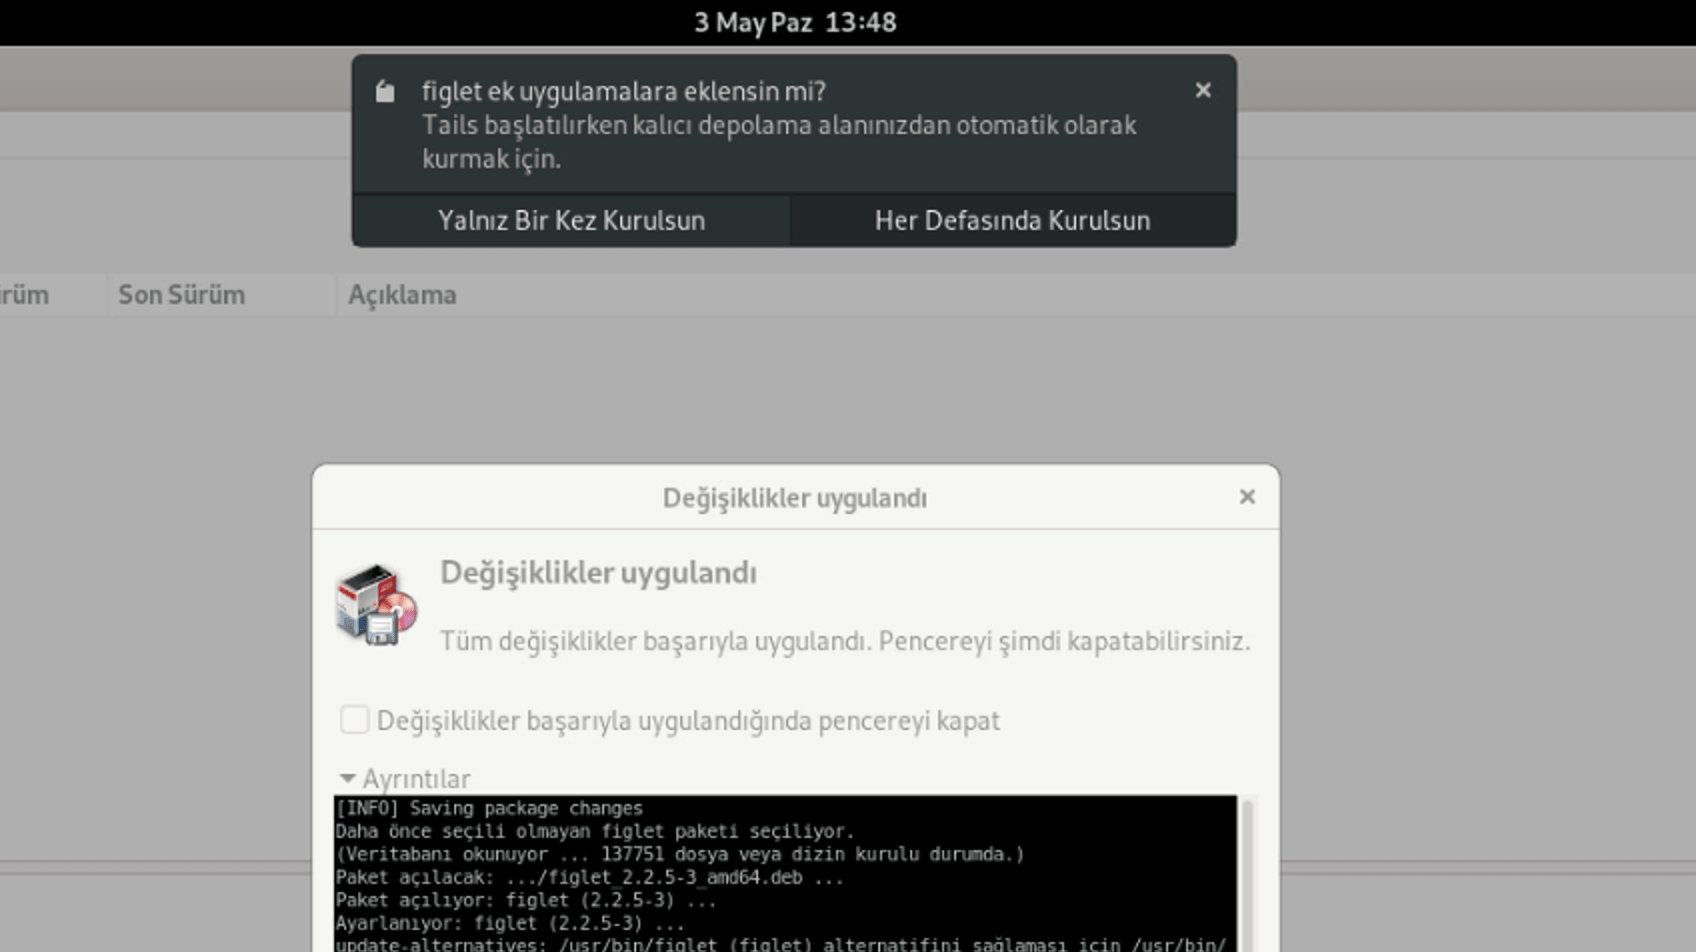 3 May Paz 13:48
figlet ek uygulamalara eklensin mi?
Tails başlatılırken kalıcı depolama alanınızdan otomatik olarak
kurmak için.
Yalnız Bir Kez Kurulsun
Her Defasında Kurulsun
Son Sürüm
Açıklama
Değişiklikler uygulandı
Değişiklikler uygulandı
Tüm değişiklikler başarıyla uygulandı. Pencereyi şimdi kapatabilirsiniz.
Değişiklikler başarıyla uygulandığında pencereyi kapat
Ayrıntılar
[INFO] Saving package changes
Daha önce seçili olmayan figlet paketi seçiliyor.
(Veritabanı okunuyor ... 137751 dosya veya dizin kurulu durumda.)
Paket açılacak: .../figlet_2.2.5-3_amd64.deb ...
Paket açılıyor: figlet (2.2.5-3) ...
Ayarlanıyor: figlet (2.2.5-3) ...
update-alternatives: /usr/bin/figlet (figlet) alternatifini sağlaması için /usr/bin/